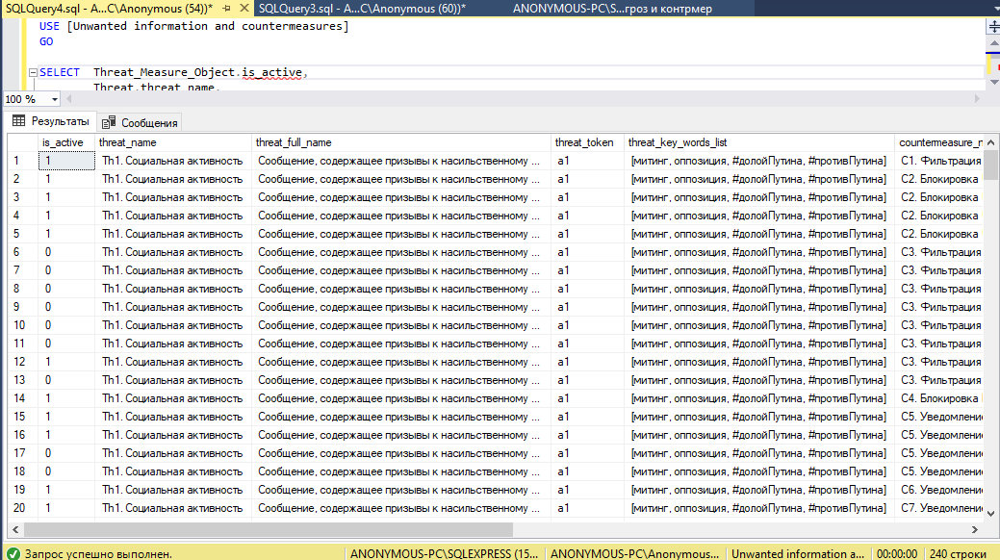 SQLQuery4.sql - A...C\Anonymous (54))* SQLQuery3.sql - A...C\Anonymous (60))* ANONYMOUS-PC\S...гроз и контрмер
USE [Unwanted information and countermeasures]
GO
SELECT Threat_Measure_Object.is_active,
Threat.threat_name,
100 %
Результаты Сообщения
is_active threat_name threat_full_name threat_token threat_key_words_list countermeasure_n
1 1 Th1. Социальная активность Сообщение, содержащее призывы к насильственному ... a1 [митинг, оппозиция, #долойПутина, #противПутина] C1. Фильтрация
2 1 Th1. Социальная активность Сообщение, содержащее призывы к насильственному ... a1 [митинг, оппозиция, #долойПутина, #противПутина] C2. Блокировка
3 1 Th1. Социальная активность Сообщение, содержащее призывы к насильственному ... a1 [митинг, оппозиция, #долойПутина, #противПутина] C2. Блокировка
4 1 Th1. Социальная активность Сообщение, содержащее призывы к насильственному ... a1 [митинг, оппозиция, #долойПутина, #противПутина] C2. Блокировка
5 1 Th1. Социальная активность Сообщение, содержащее призывы к насильственному ... a1 [митинг, оппозиция, #долойПутина, #противПутина] C2. Блокировка
6 0 Th1. Социальная активность Сообщение, содержащее призывы к насильственному ... a1 [митинг, оппозиция, #долойПутина, #противПутина] C3. Фильтрация
7 0 Th1. Социальная активность Сообщение, содержащее призывы к насильственному ... a1 [митинг, оппозиция, #долойПутина, #противПутина] C3. Фильтрация
8 0 Th1. Социальная активность Сообщение, содержащее призывы к насильственному ... a1 [митинг, оппозиция, #долойПутина, #противПутина] C3. Фильтрация
9 0 Th1. Социальная активность Сообщение, содержащее призывы к насильственному ... a1 [митинг, оппозиция, #долойПутина, #противПутина] C3. Фильтрация
10 0 Th1. Социальная активность Сообщение, содержащее призывы к насильственному ... a1 [митинг, оппозиция, #долойПутина, #противПутина] C3. Фильтрация
11 0 Th1. Социальная активность Сообщение, содержащее призывы к насильственному ... a1 [митинг, оппозиция, #долойПутина, #противПутина] C3. Фильтрация
12 1 Th1. Социальная активность Сообщение, содержащее призывы к насильственному ... a1 [митинг, оппозиция, #долойПутина, #противПутина] C3. Фильтрация
13 0 Th1. Социальная активность Сообщение, содержащее призывы к насильственному ... a1 [митинг, оппозиция, #долойПутина, #противПутина] C3. Фильтрация
14 1 Th1. Социальная активность Сообщение, содержащее призывы к насильственному ... a1 [митинг, оппозиция, #долойПутина, #противПутина] C4. Блокировка
15 1 Th1. Социальная активность Сообщение, содержащее призывы к насильственному ... a1 [митинг, оппозиция, #долойПутина, #противПутина] C5. Уведомление
16 1 Th1. Социальная активность Сообщение, содержащее призывы к насильственному ... a1 [митинг, оппозиция, #долойПутина, #противПутина] C5. Уведомление
17 0 Th1. Социальная активность Сообщение, содержащее призывы к насильственному ... a1 [митинг, оппозиция, #долойПутина, #противПутина] C5. Уведомление
18 0 Th1. Социальная активность Сообщение, содержащее призывы к насильственному ... a1 [митинг, оппозиция, #долойПутина, #противПутина] C5. Уведомление
19 1 Th1. Социальная активность Сообщение, содержащее призывы к насильственному ... a1 [митинг, оппозиция, #долойПутина, #противПутина] C6. Уведомление
20 1 Th1. Социальная активность Сообщение, содержащее призывы к насильственному ... a1 [митинг, оппозиция, #долойПутина, #противПутина] C7. Уведомление
Запрос успешно выполнен. ANONYMOUS-PC\SQLEXPRESS (15... ANONYMOUS-PC\Anonymous... Unwanted information a... 00:00:00 240 строки